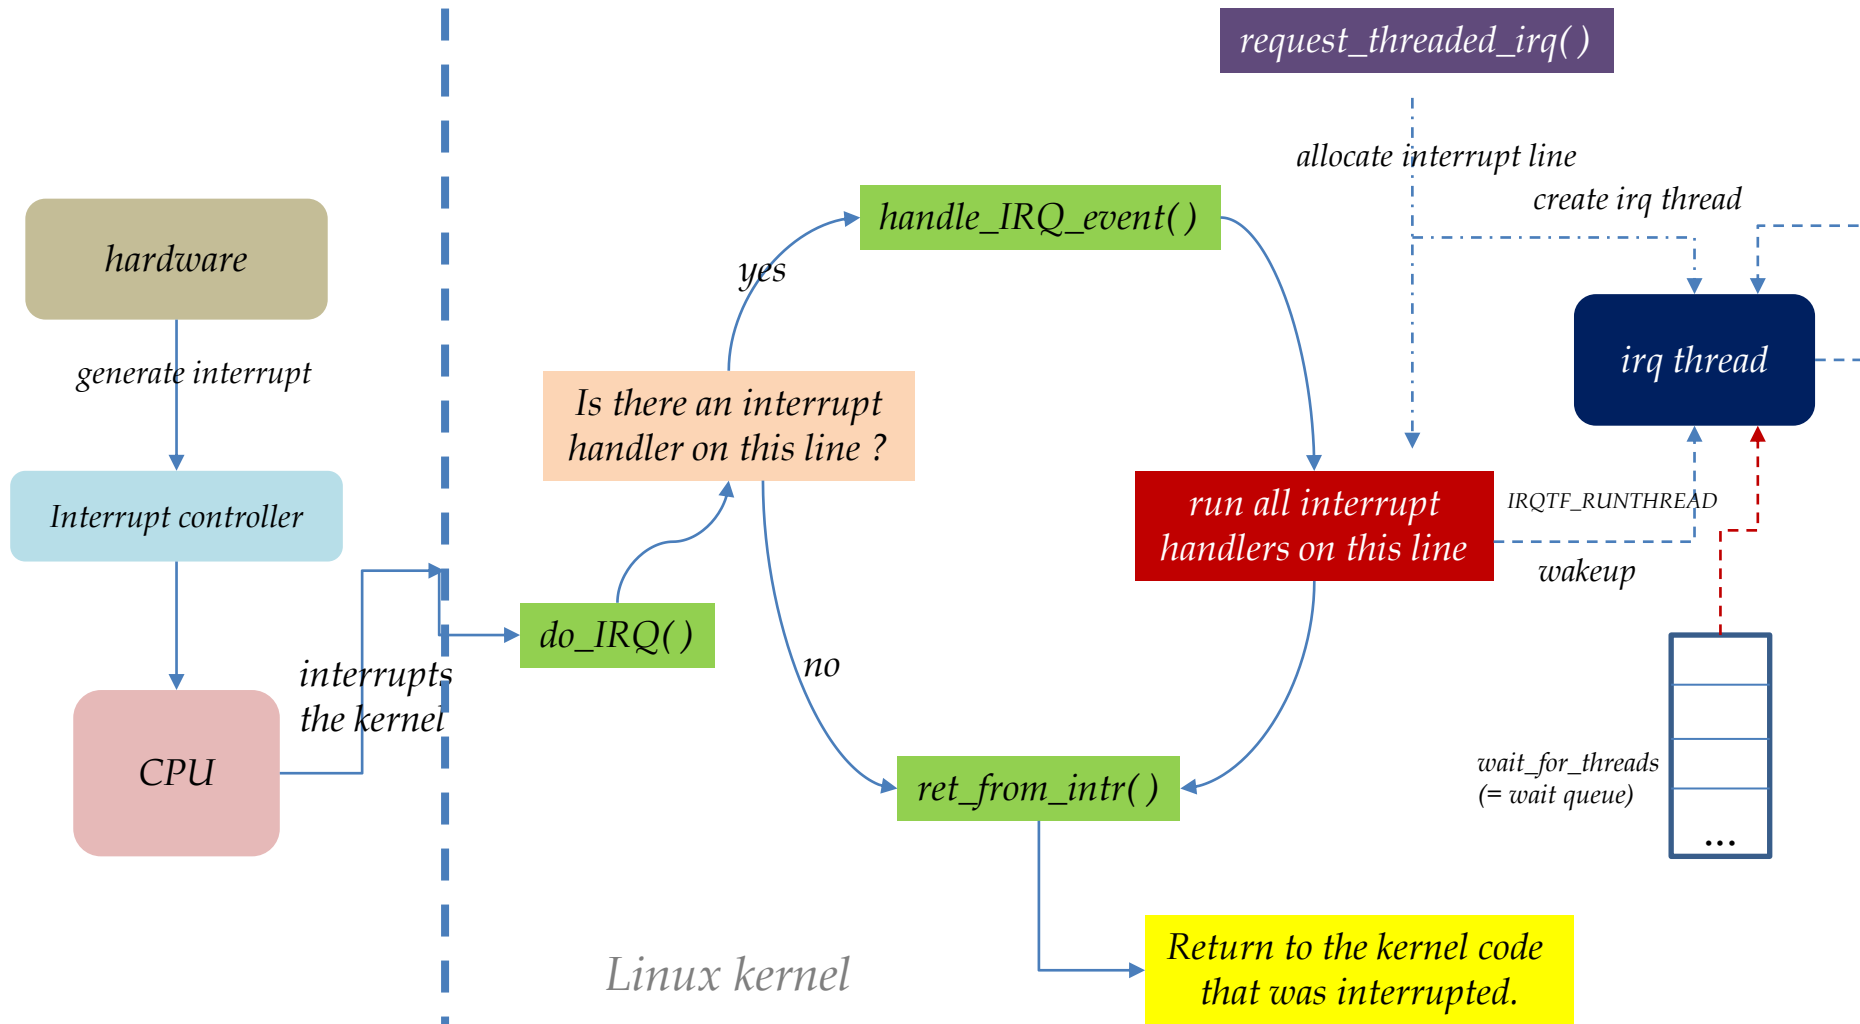 request_threaded_irq( )
allocate interrupt line
create irq thread
handle_IRQ_event( )
hardware
yes
irq thread
generate interrupt
Is there an interrupt
handler on this line ?
run all interrupt
handlers on this line
IRQTF_RUNTHREAD
wakeup
Interrupt controller
do_IRQ( )
interrupts
the kernel
no
CPU
ret_from_intr( )
wait_for_threads
(= wait queue)
...
Return to the kernel code
that was interrupted.
Linux kernel